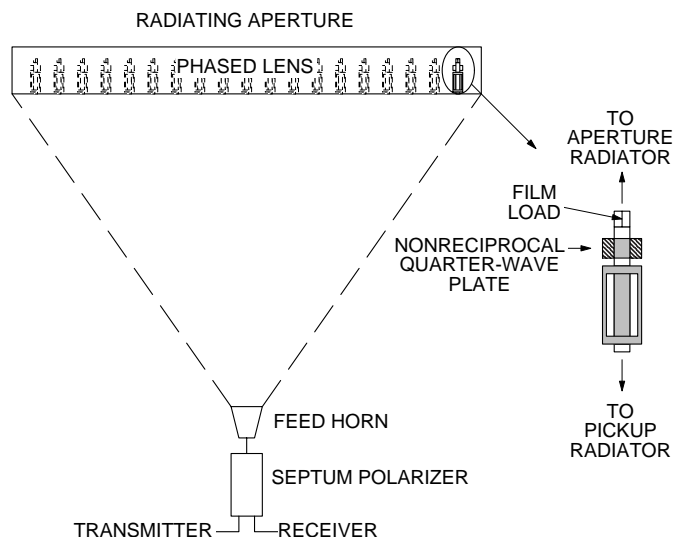 RADIATING APERTURE
PHASED LENS
TO
APERTURE
RADIATOR
FILM
LOAD
NONRECIPROCAL
QUARTER-WAVE
PLATE
TO
PICKUP
RADIATOR
FEED HORN
SEPTUM POLARIZER
TRANSMITTER
RECEIVER